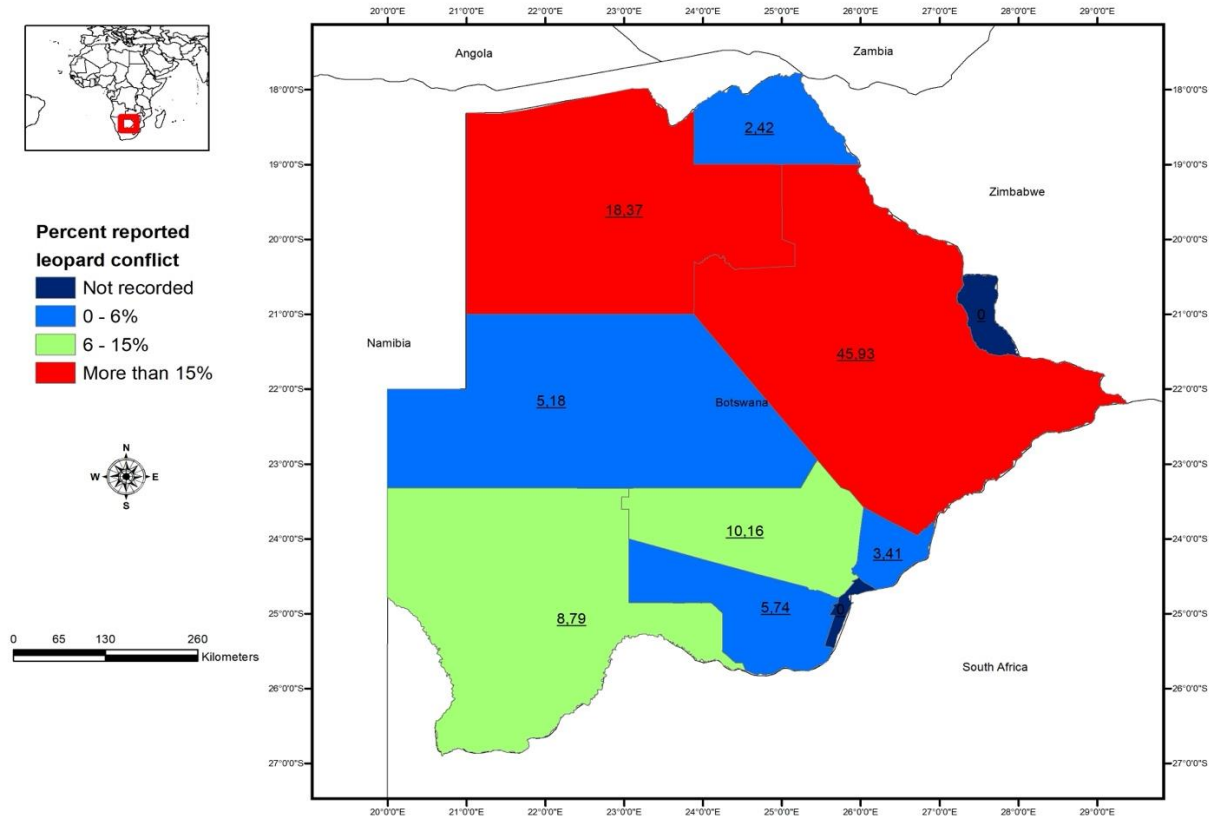 20°0'0"E 21°0'0"E 22°0'0"E 23°0'0"E 24°0'0"E 25°0'0"E 26°0'0"E 27°0'0"E 28°0'0"E 29°0'0"E
Angola
Zambia
18°0'0"S
18°0'0"S
2,42
19°0'0"S
19°0'0"S
Zimbabwe
18,37
Percent reported
leopard conflict
Not recorded
0 - 6%
6 - 15%
More than 15%
20°0'0"S
20°0'0"S
0
21°0'0"S
21°0'0"S
Namibia
45,93
22°0'0"S
22°0'0"S
5,18
Botswana
N
W
E
S
23°0'0"S
23°0'0"S
10,16
24°0'0"S
24°0'0"S
3,41
5,74
0
8,79
25°0'0"S
25°0'0"S
0 65 130 260
Kilometers
South Africa
26°0'0"S
26°0'0"S
27°0'0"S
27°0'0"S
20°0'0"E 21°0'0"E 22°0'0"E 23°0'0"E 24°0'0"E 25°0'0"E 26°0'0"E 27°0'0"E 28°0'0"E 29°0'0"E